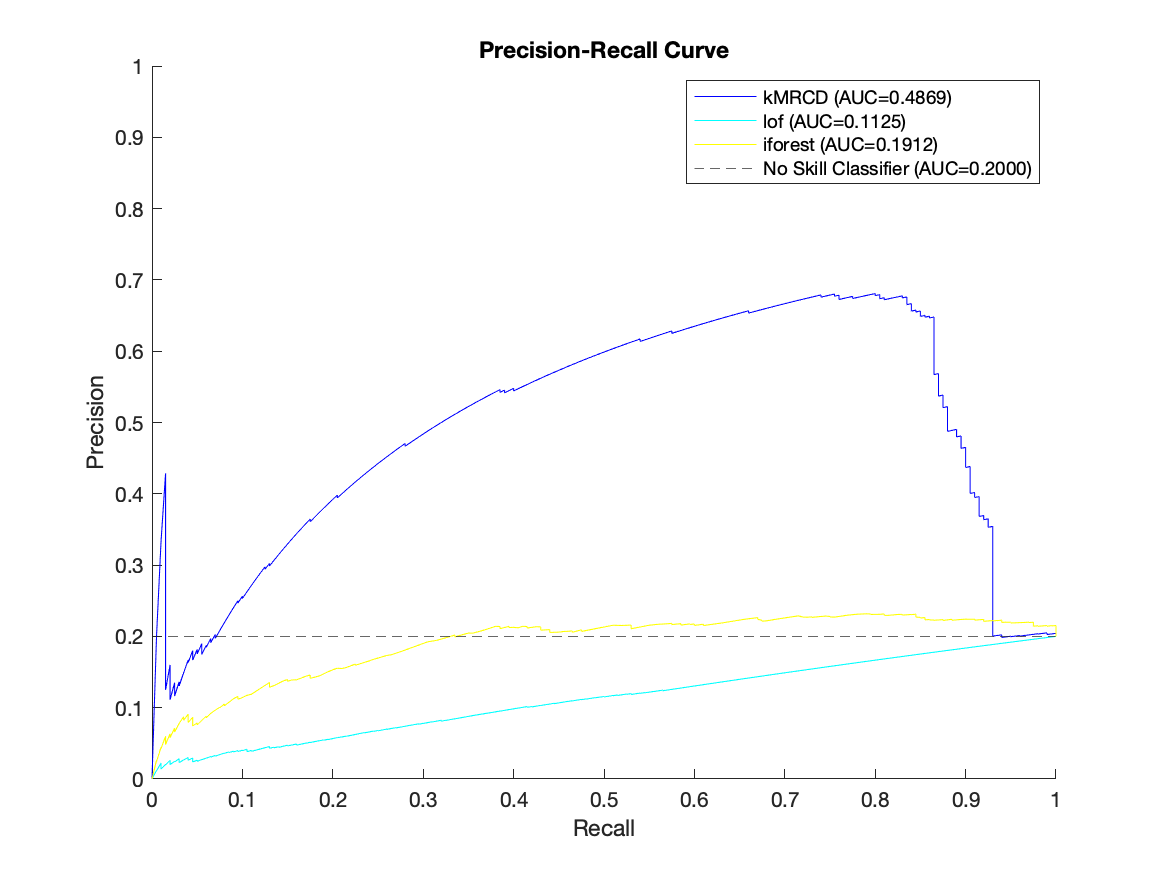 Precision-Recall Curve
1
0.9
0.8
0.7
0.6
0.5
0.4
0.3
0.2
0.1
0
Precision
kMRCD (AUC=0.4869)
lof (AUC=0.1125)
iforest (AUC=0.1912)
No Skill Classifier (AUC=0.2000)
0 0.1 0.2 0.3 0.4 0.5 0.6 0.7 0.8 0.9 1
Recall